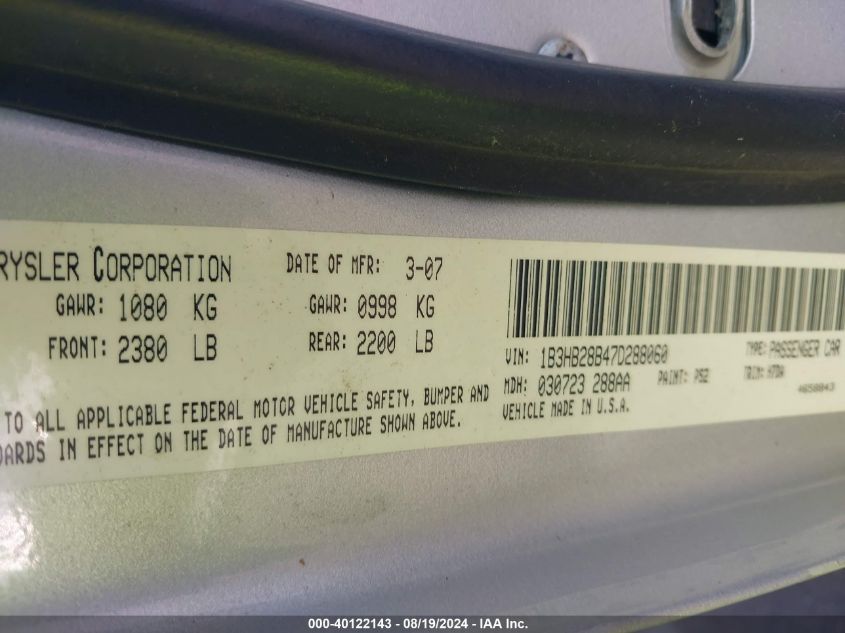 RYSLER CORPORATION DATE OF MFR: 3-07
GAWR: 1080 KG GAWR: 0998 KG
FRONT: 2380 LB REAR: 2200 LB
TO ALL APPLICABLE FEDERAL MOTOR VEHICLE SAFETY, BUMPER AND
DARDS IN EFFECT ON THE DATE OF MANUFACTURE SHOWN ABOVE.
VIN: 1B3HB28B47D288060 TYPE: PASSENGER CAR
MDH: 030723 288AA PAINT: PS2 TRIM: H7DA
VEHICLE MADE IN U.S.A. 4658843
000-40122143 - 08/19/2024 - IAA Inc.